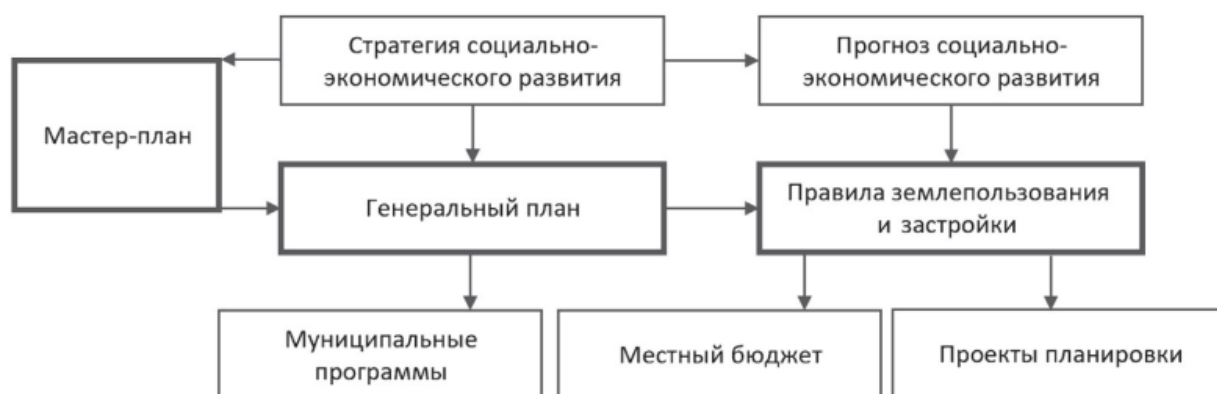 Стратегия социально-
экономического развития
Прогноз социально-
экономического развития
Мастер-план
Генеральный план
Правила землепользования
и застройки
Муниципальные
программы
Местный бюджет
Проекты планировки